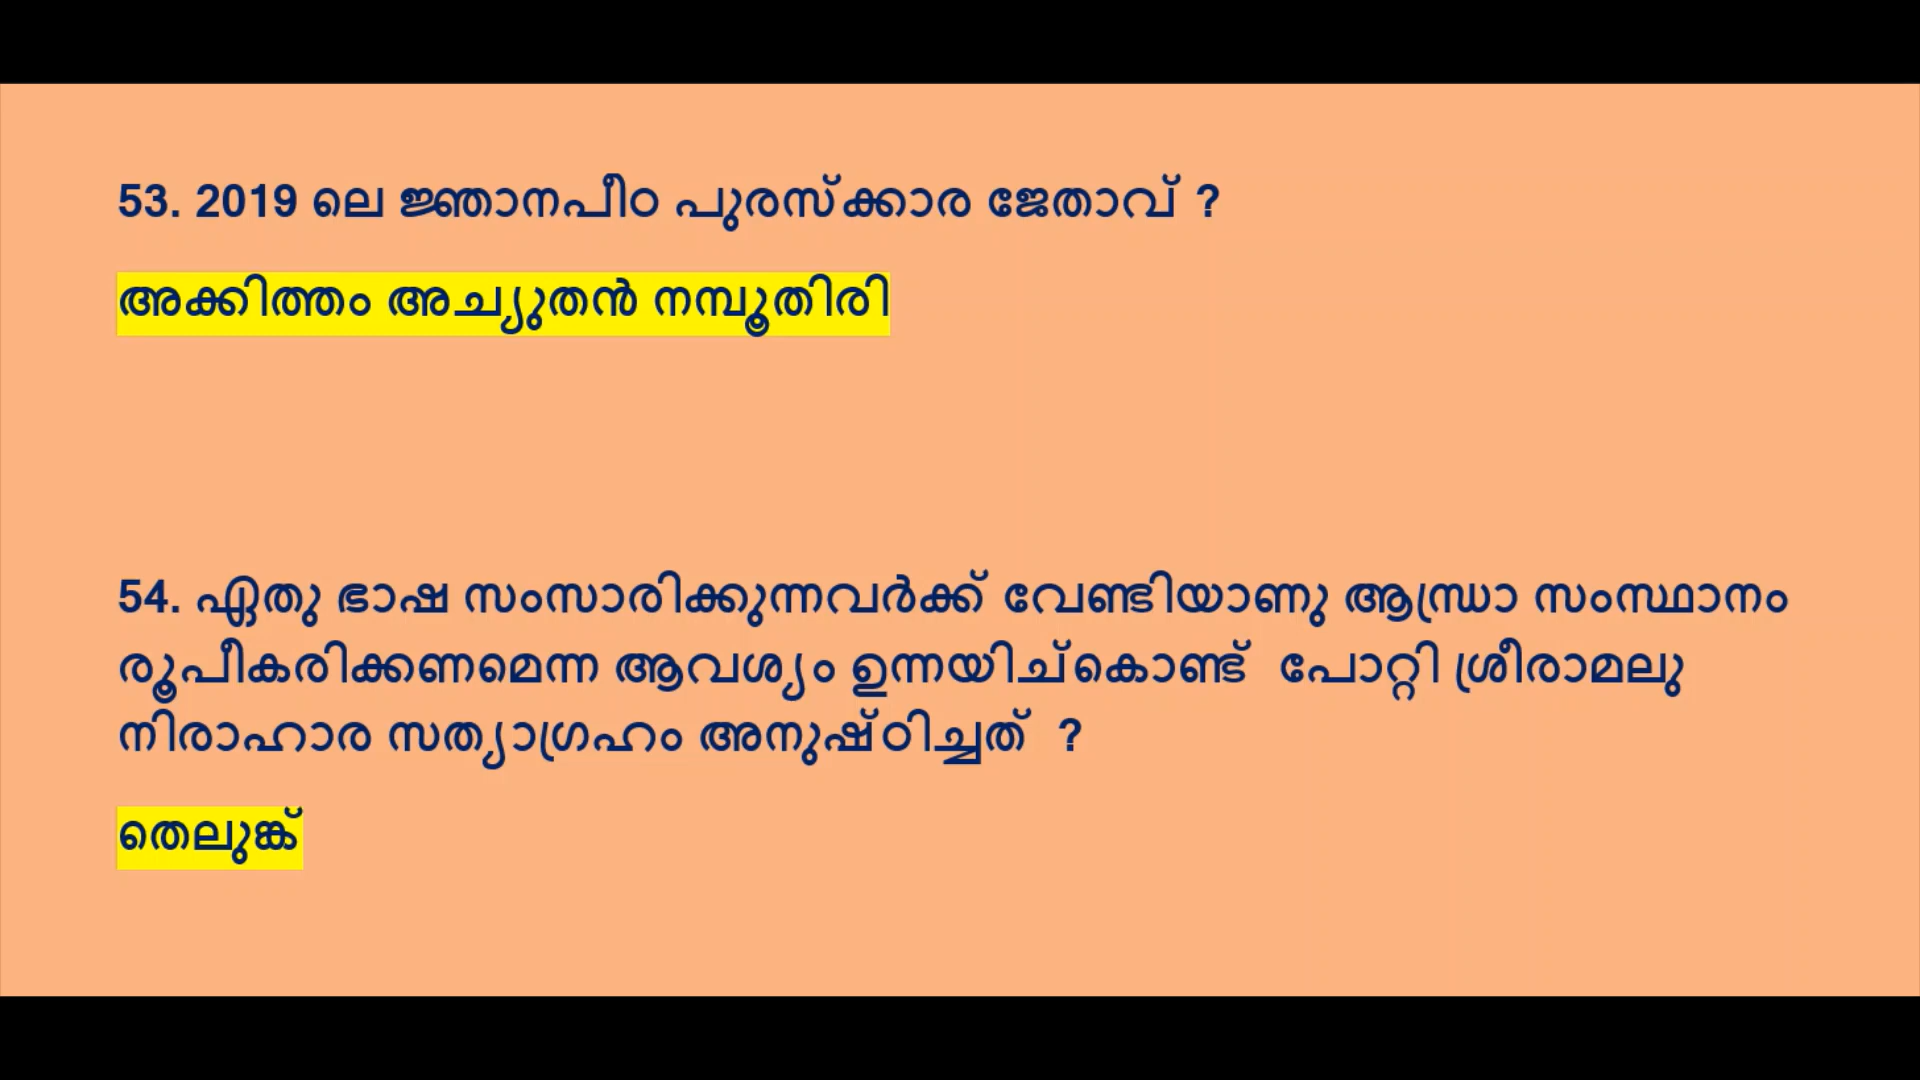 53. 2019 ലെ ജ്ഞാനപീഠ പുരസ്ക്കാര ജേതാവ് ?
അക്കിത്തം അച്യുതൻ നമ്പൂതിരി
54. ഏതു ഭാഷ സംസാരിക്കുന്നവർക്ക് വേണ്ടിയാണു ആന്ധ്രാ സംസ്ഥാനം
രൂപീകരിക്കണമെന്ന ആവശ്യം ഉന്നയിച്കൊണ്ട് പോറ്റി ശ്രീരാമലു
നിരാഹാര സത്യാഗ്രഹം അനുഷ്ഠിച്ചത് ?
തെലുങ്ക്